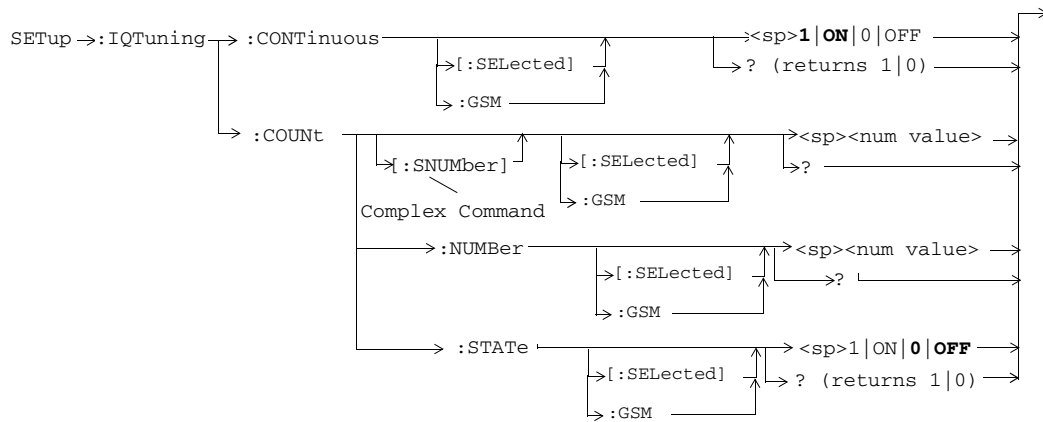 SETup :IQTuning :CONTinuous <sp>1|ON|0|OFF
[:SELected] ? (returns 1|0)
:GSM
:COUNt <sp><num value>
[:SNUMber] [:SELected] ?
:GSM
Complex Command
:NUMBer <sp><num value>
[:SELected] ?
:GSM
:STATe <sp>1|ON|0|OFF
[:SELected] ? (returns 1|0)
:GSM